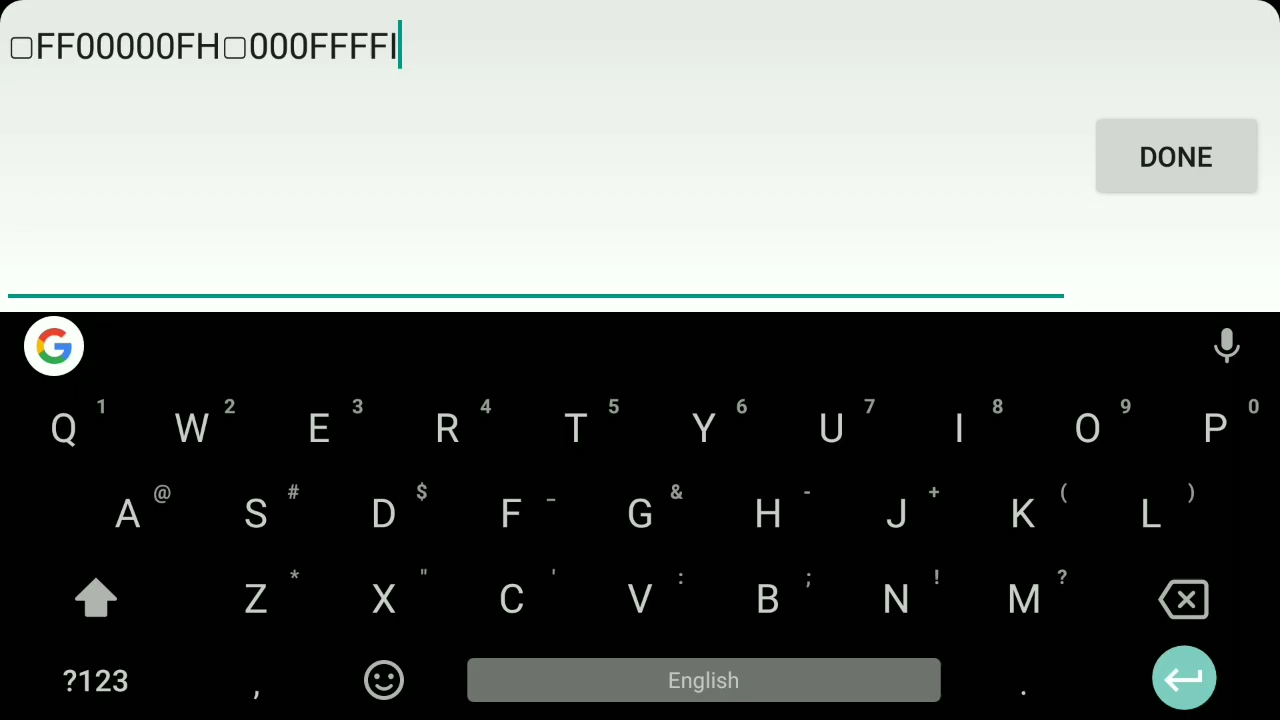 ▢FF00000FH▢000FFFFI
DONE
Q 1 W 2 E 3 R 4 T 5 Y 6 U 7 I 8 O 9 P 0
A @ S # D $ F _ G & H - J + K ( L )
Z * X " C ' V : B ; N ! M ?
?123 , English .